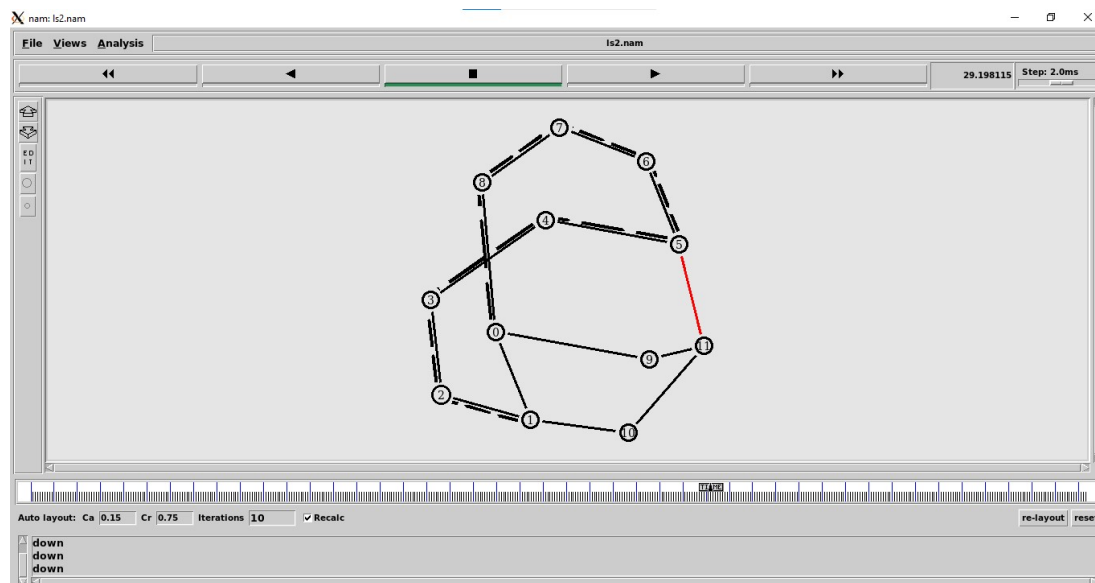 nam: ls2.nam
File Views Analysis ls2.nam
29.198115 Step: 2.0ms
ED
IT
7
6
8
4
5
3
0
11
9
2
1
10
TIME
Auto layout: Ca 0.15 Cr 0.75 Iterations 10 Recalc re-layout reset
down
down
down